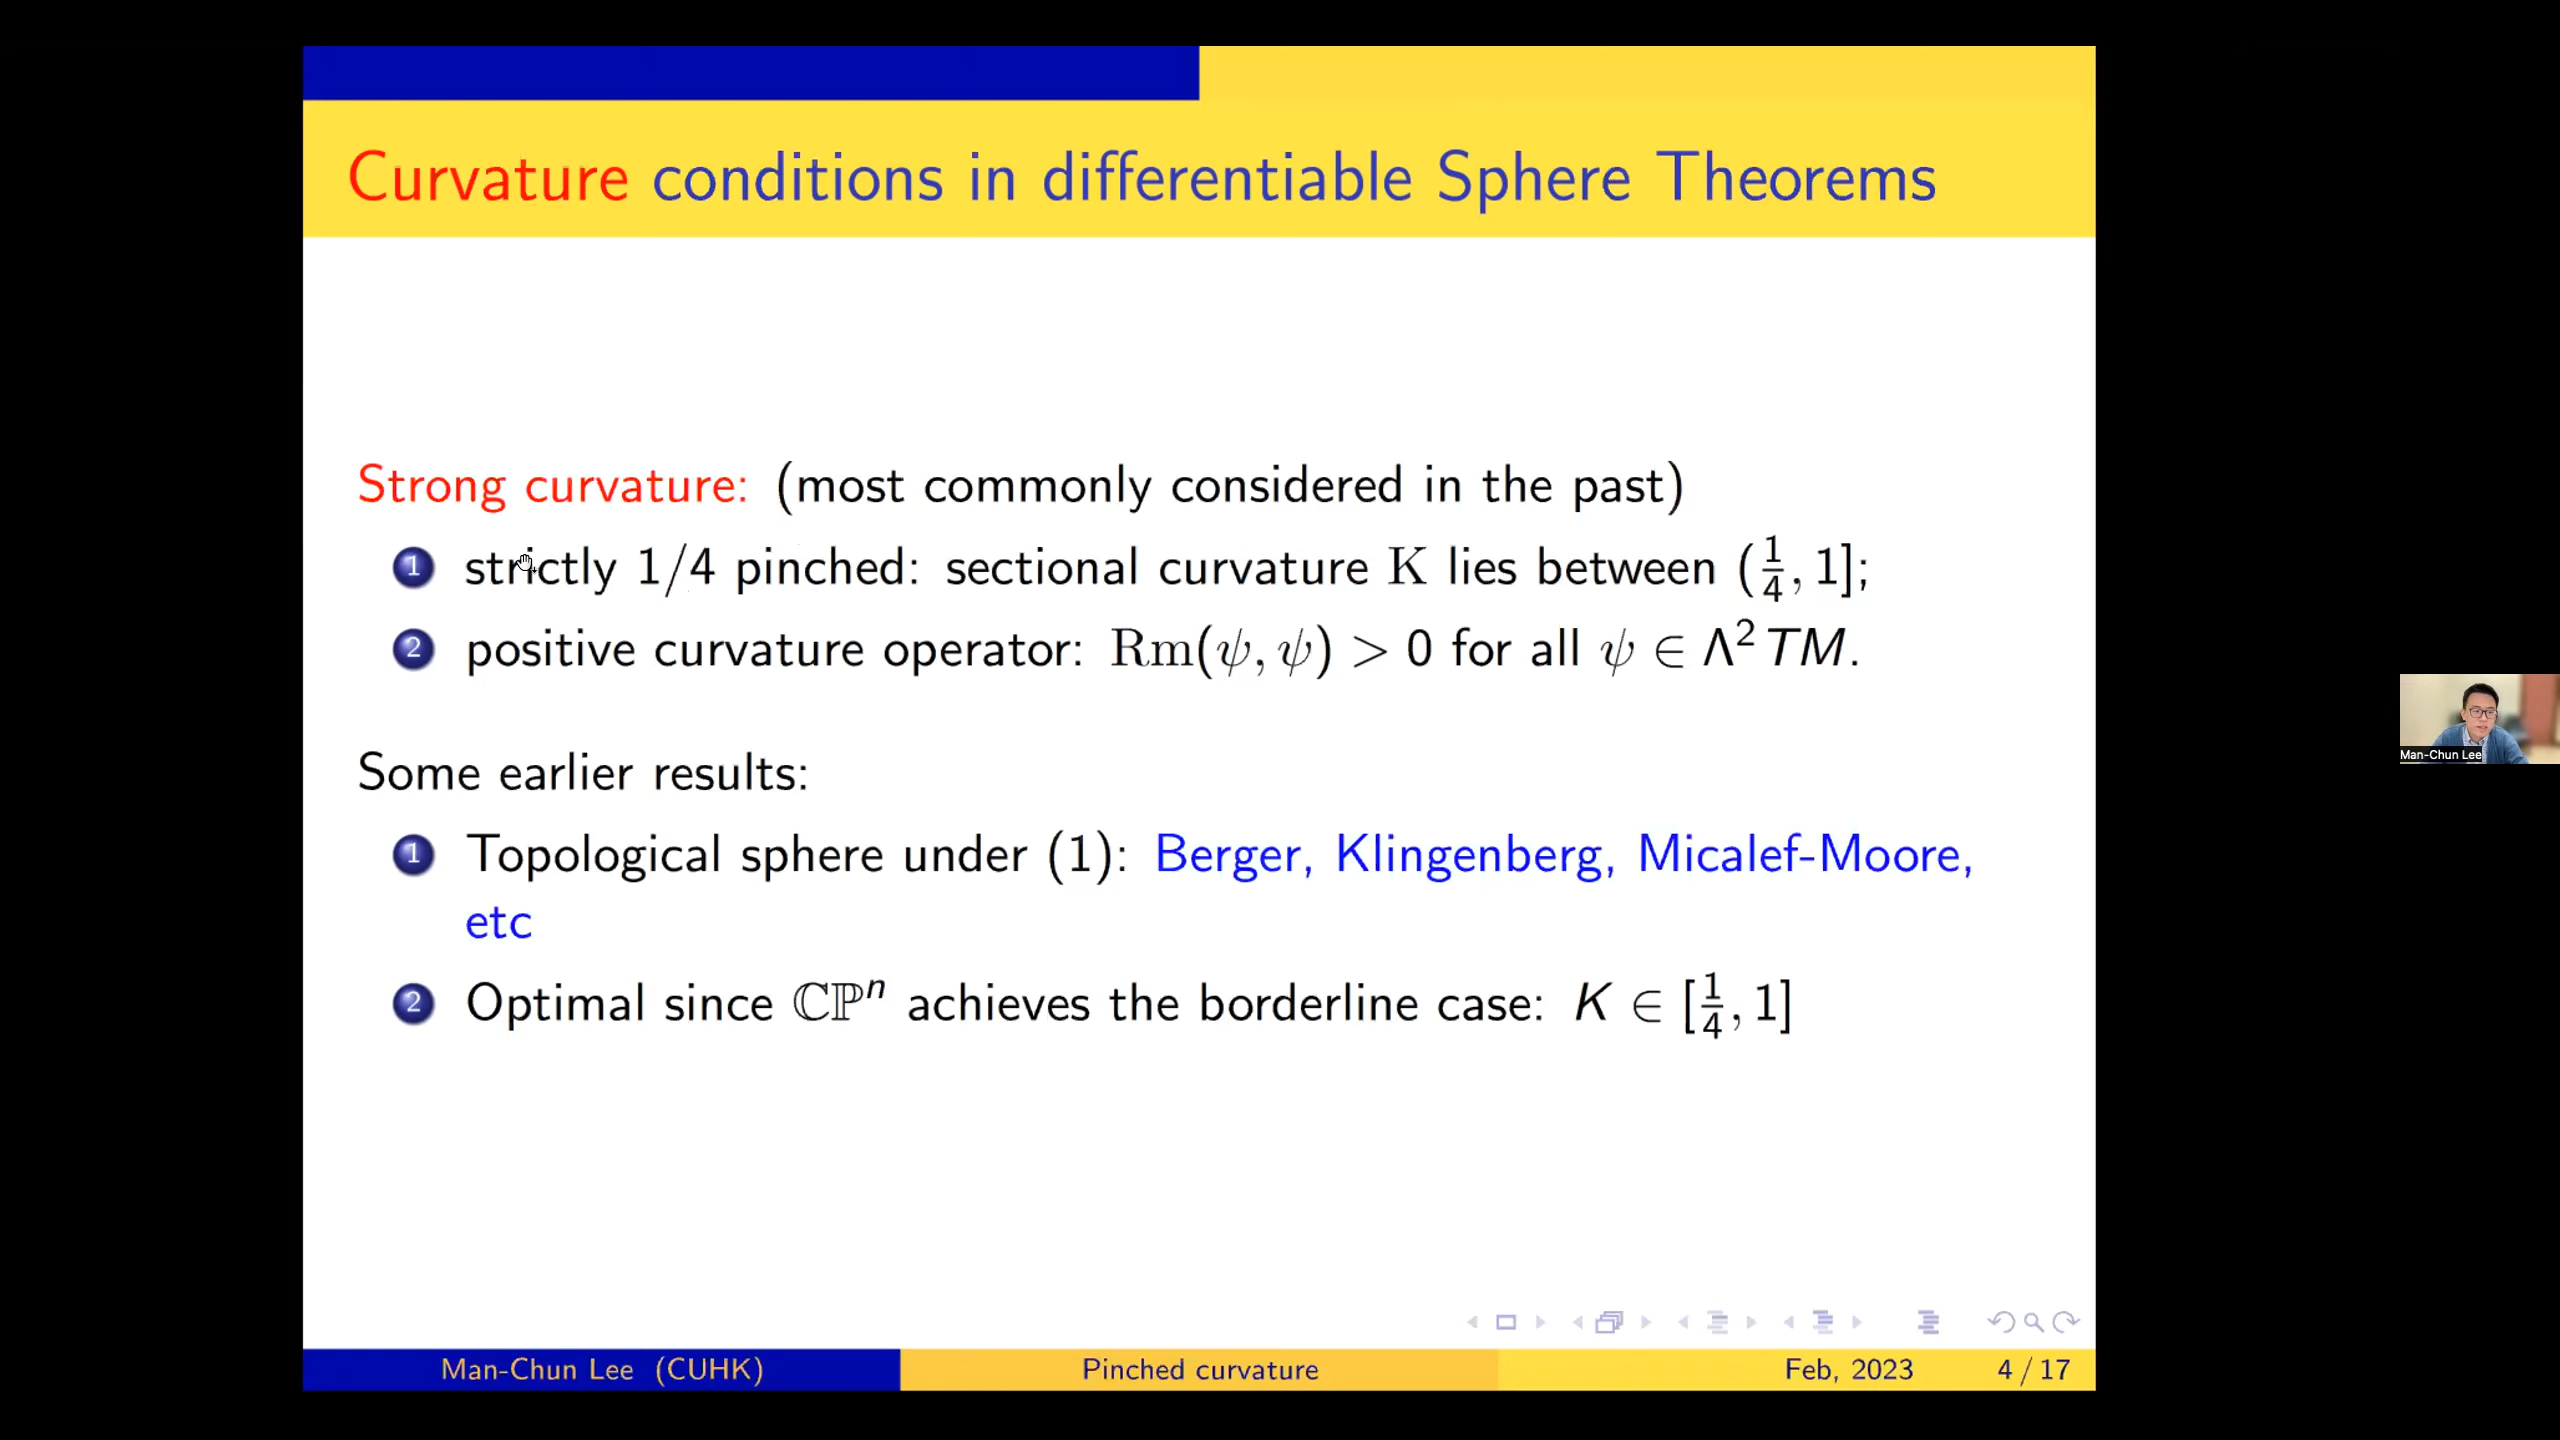 Curvature conditions in differentiable Sphere Theorems
Strong curvature: (most commonly considered in the past)
1 strictly 1/4 pinched: sectional curvature K lies between (1/4, 1];
2 positive curvature operator: Rm(ψ, ψ) > 0 for all ψ ∈ Λ²TM.
Some earlier results:
1 Topological sphere under (1): Berger, Klingenberg, Micalef-Moore,
etc
2 Optimal since ℂℙⁿ achieves the borderline case: K ∈ [1/4, 1]
Man-Chun Lee
Man-Chun Lee (CUHK) Pinched curvature Feb, 2023 4 / 17